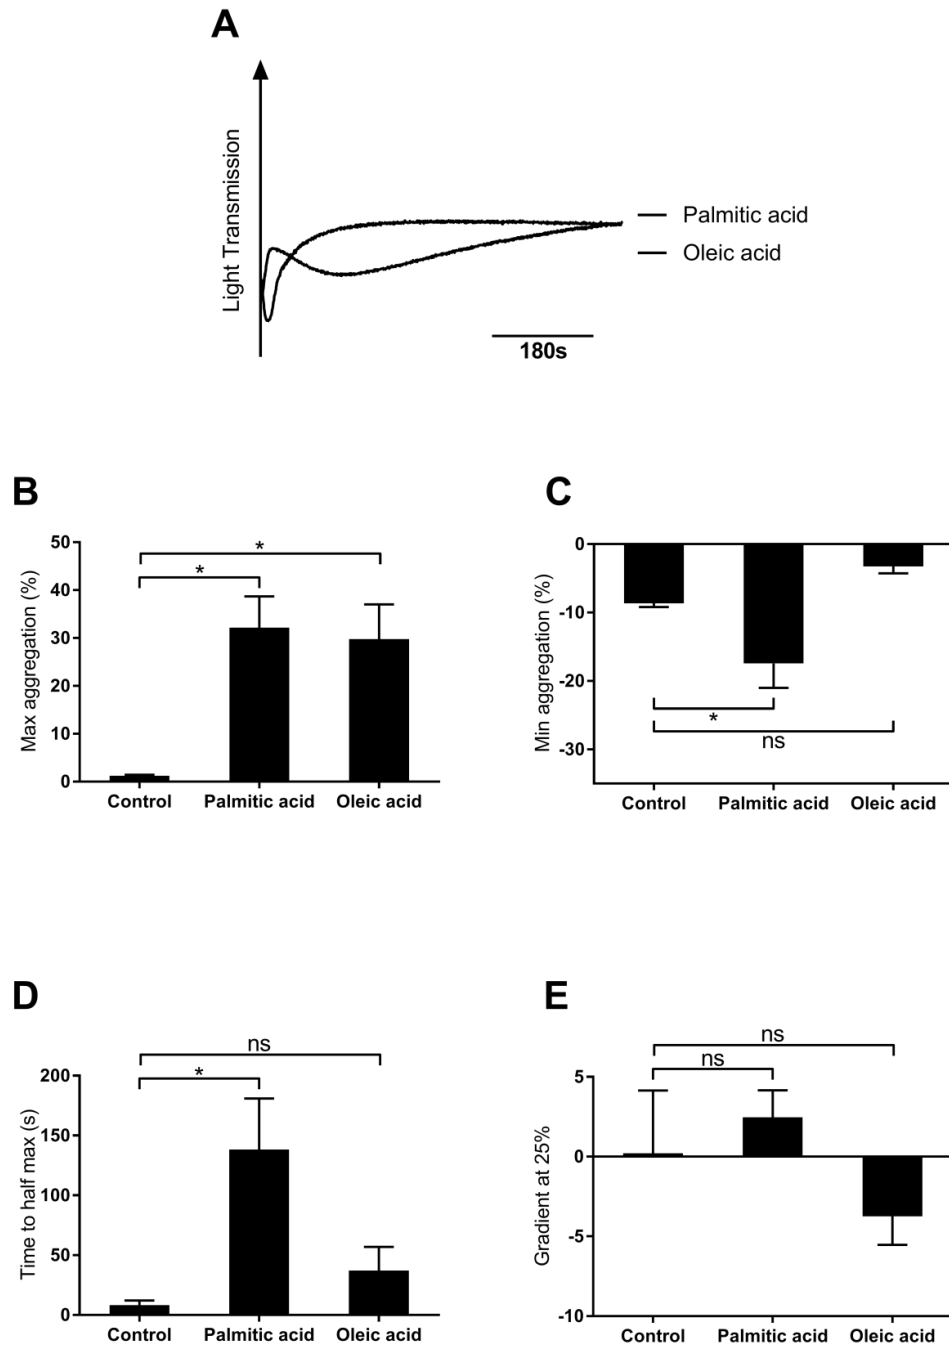 A
Light Transmission
Palmitic acid
Oleic acid
180s
B
Max aggregation (%)
50
40
30
20
10
0
*
*
Control Palmitic acid Oleic acid
C
Min aggregation (%)
0
-10
-20
-30
*
ns
Control Palmitic acid Oleic acid
D
Time to half max (s)
200
150
100
50
0
ns
*
Control Palmitic acid Oleic acid
E
Gradient at 25%
5
0
-5
-10
ns
ns
Control Palmitic acid Oleic acid